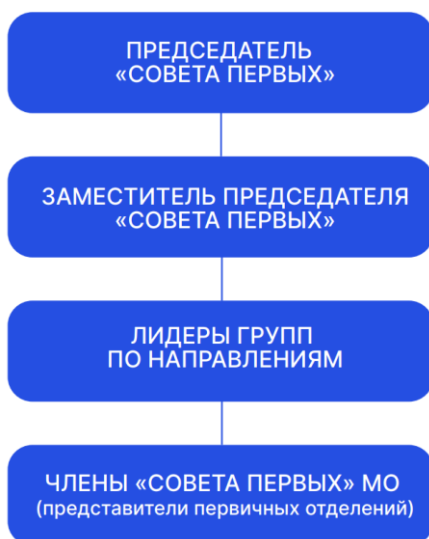 ПРЕДСЕДАТЕЛЬ
«СОВЕТА ПЕРВЫХ»
ЗАМЕСТИТЕЛЬ ПРЕДСЕДАТЕЛЯ
«СОВЕТА ПЕРВЫХ»
ЛИДЕРЫ ГРУПП
ПО НАПРАВЛЕНИЯМ
ЧЛЕНЫ «СОВЕТА ПЕРВЫХ» МО
(представители первичных отделений)